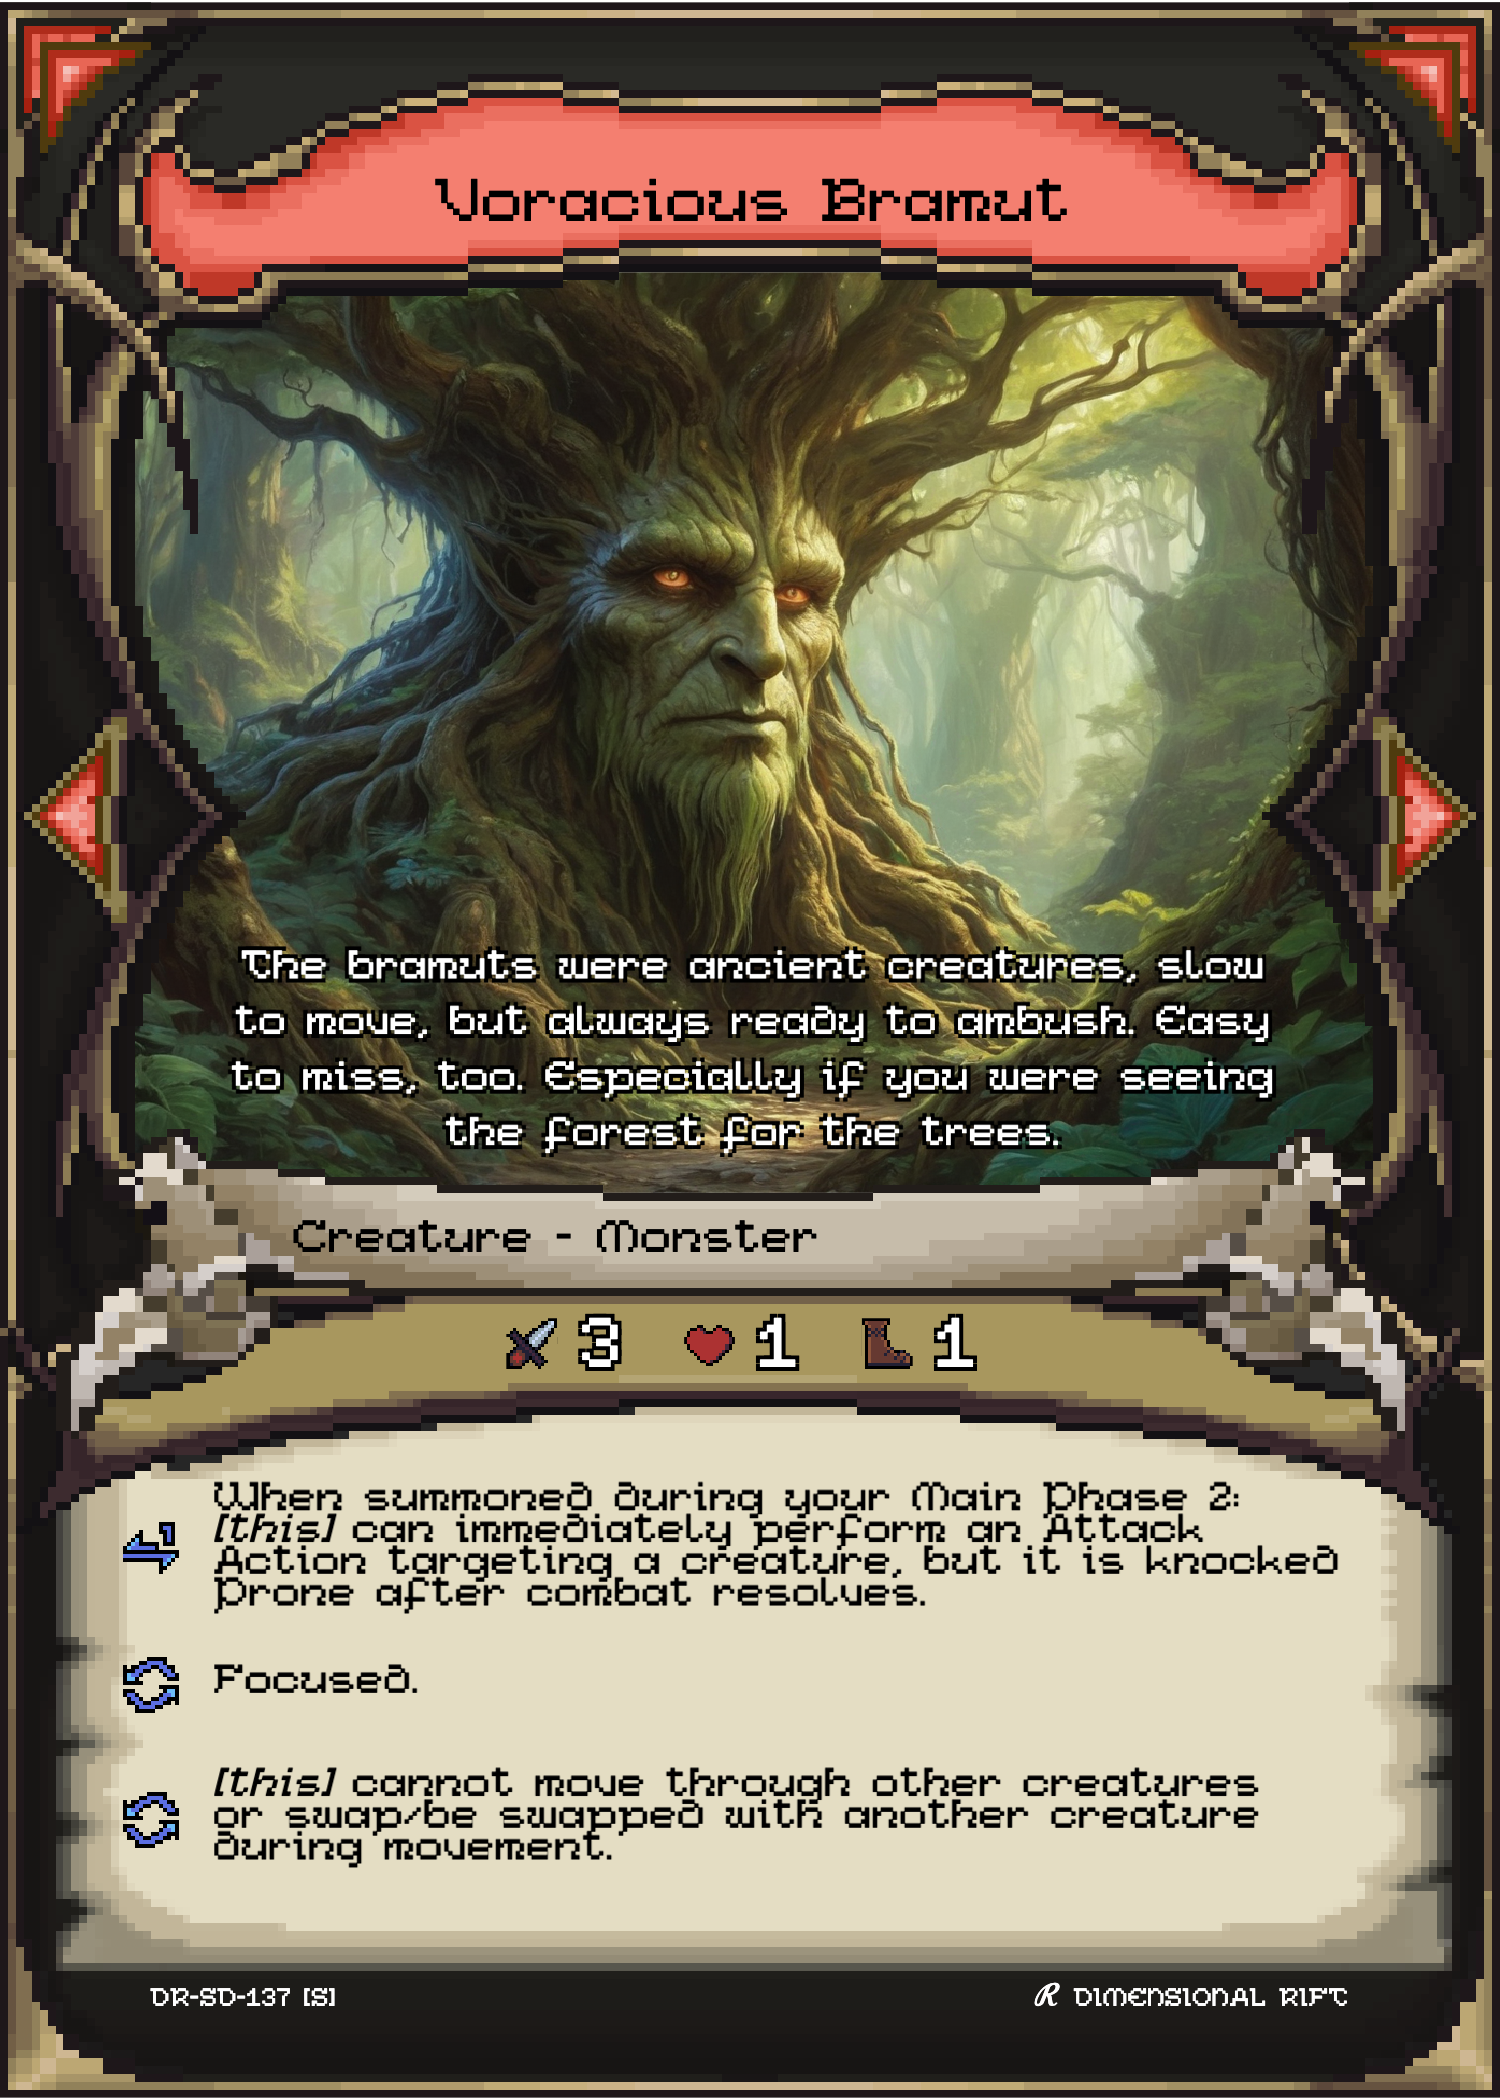 Voracious Bramut
The bramuts were ancient creatures, slow
to move, but always ready to ambush. Easy
to miss, too. Especially if you were seeing
the forest for the trees.
Creature - Monster
3 1 1
When summoned during your Main Phase 2:
[this] can immediately perform an Attack
Action targeting a creature, but it is knocked
Prone after combat resolves.
Focused.
[this] cannot move through other creatures
or swap/be swapped with another creature
during movement.
DR-SD-137 [S]
R DIMENSIONAL RIFT